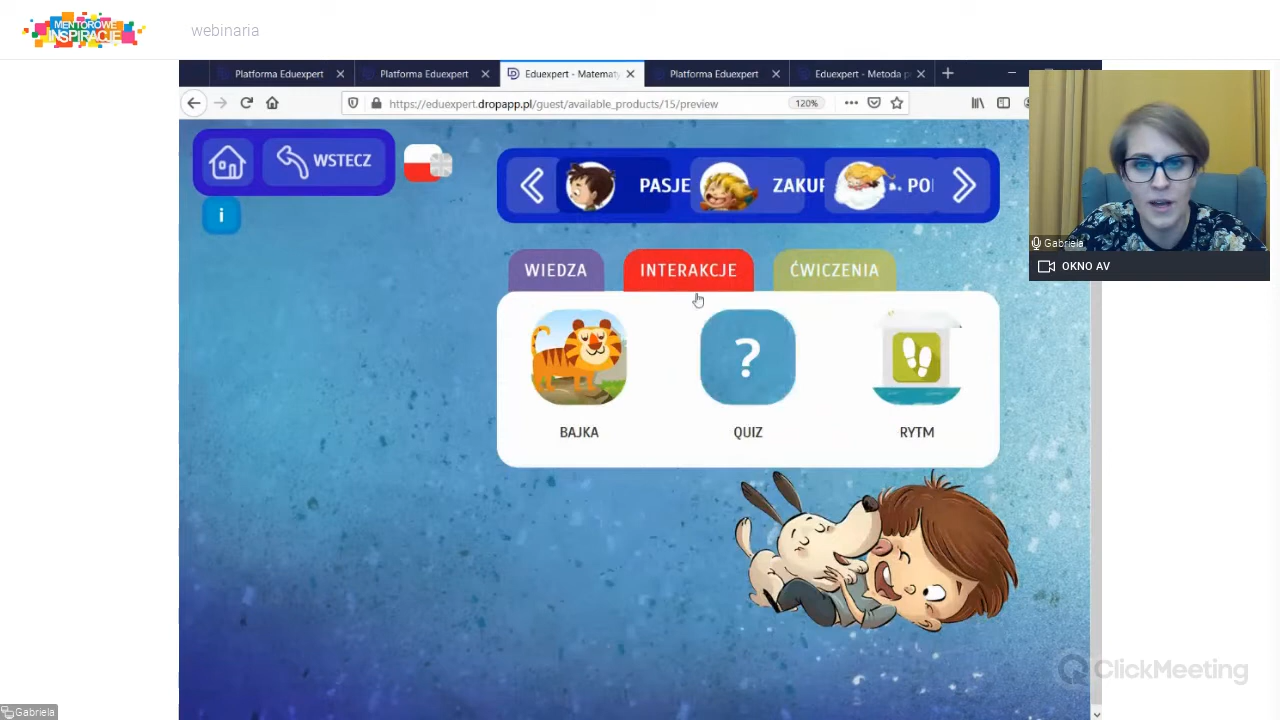 MENTOROWE
INSPIRACJE
webinaria
Platforma Eduexpert
Platforma Eduexpert
Eduexpert - Matemat
Platforma Eduexpert
Eduexpert - Metoda p
https://eduexpert.dropapp.pl/guest/available_products/15/preview
120%
WSTECZ
i
PASJE
ZAKUP
PO
WIEDZA
INTERAKCJE
ĆWICZENIA
?
BAJKA
QUIZ
RYTM
Gabriela
OKNO AV
ClickMeeting
Gabriela